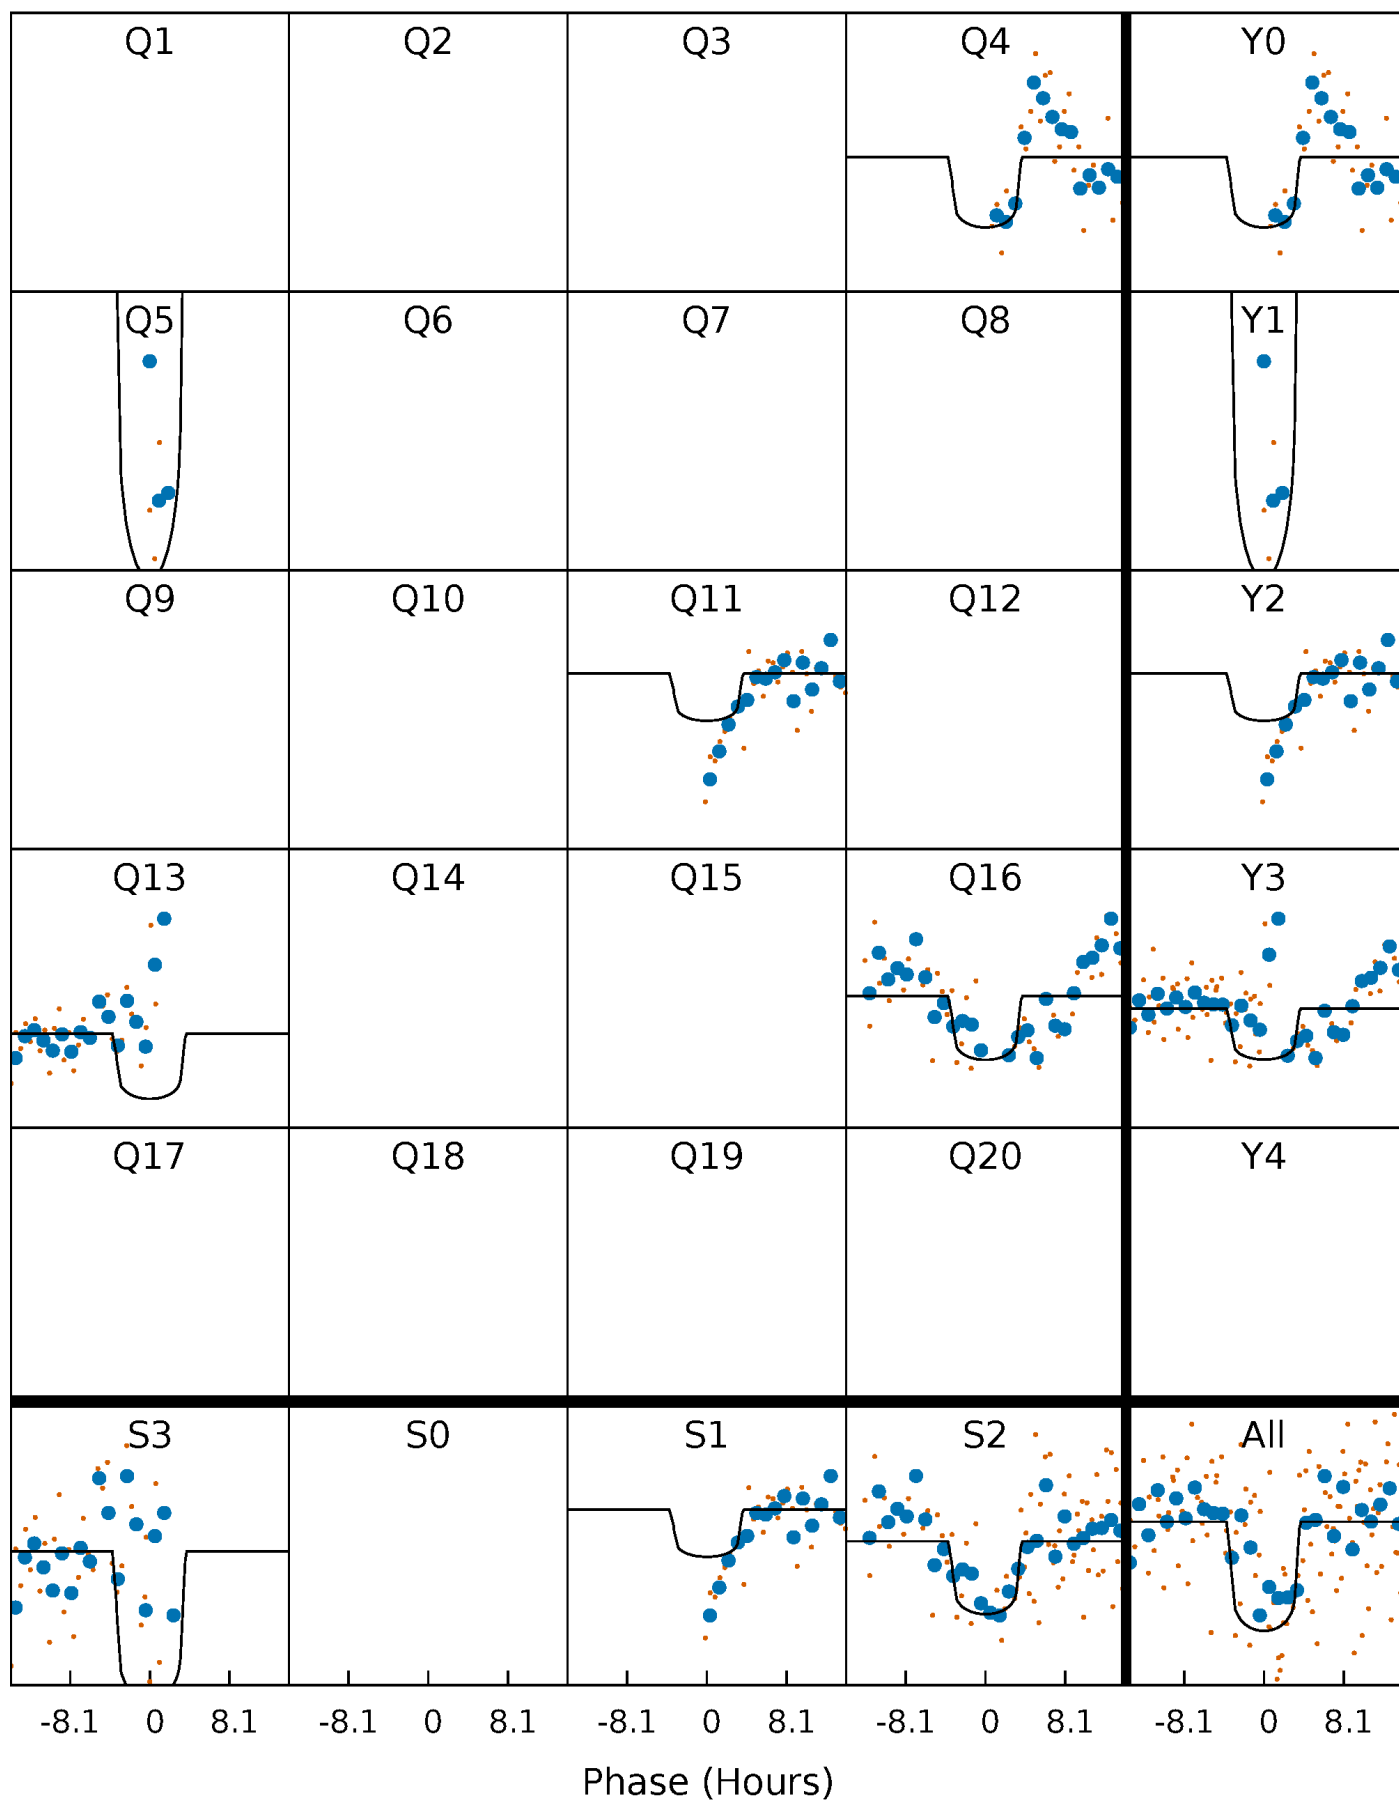 Q1 Q2 Q3 Q4 Y0
Q5 Q6 Q7 Q8 Y1
Q9 Q10 Q11 Q12 Y2
Q13 Q14 Q15 Q16 Y3
Q17 Q18 Q19 Q20 Y4
S3 S0 S1 S2 All
-8.1 0 8.1 -8.1 0 8.1 -8.1 0 8.1 -8.1 0 8.1 -8.1 0 8.1
Phase (Hours)